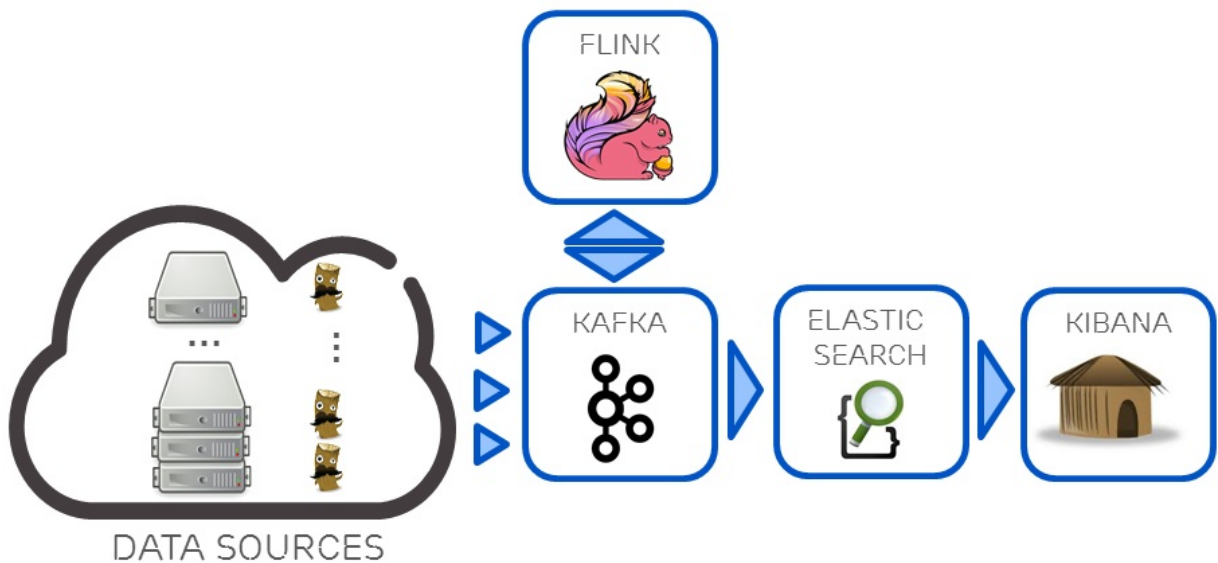 FLINK
KAFKA
ELASTIC
SEARCH
KIBANA
DATA SOURCES